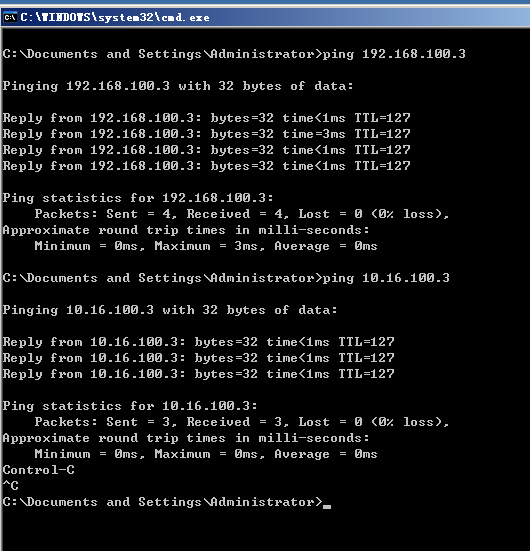 C:\WINDOWS\system32\cmd.exe
C:\Documents and Settings\Administrator>ping 192.168.100.3
Pinging 192.168.100.3 with 32 bytes of data:
Reply from 192.168.100.3: bytes=32 time<1ms TTL=127
Reply from 192.168.100.3: bytes=32 time=3ms TTL=127
Reply from 192.168.100.3: bytes=32 time<1ms TTL=127
Reply from 192.168.100.3: bytes=32 time<1ms TTL=127
Ping statistics for 192.168.100.3:
    Packets: Sent = 4, Received = 4, Lost = 0 (0% loss),
Approximate round trip times in milli-seconds:
    Minimum = 0ms, Maximum = 3ms, Average = 0ms
C:\Documents and Settings\Administrator>ping 10.16.100.3
Pinging 10.16.100.3 with 32 bytes of data:
Reply from 10.16.100.3: bytes=32 time<1ms TTL=127
Reply from 10.16.100.3: bytes=32 time<1ms TTL=127
Reply from 10.16.100.3: bytes=32 time<1ms TTL=127
Ping statistics for 10.16.100.3:
    Packets: Sent = 3, Received = 3, Lost = 0 (0% loss),
Approximate round trip times in milli-seconds:
    Minimum = 0ms, Maximum = 0ms, Average = 0ms
Control-C
^C
C:\Documents and Settings\Administrator>_